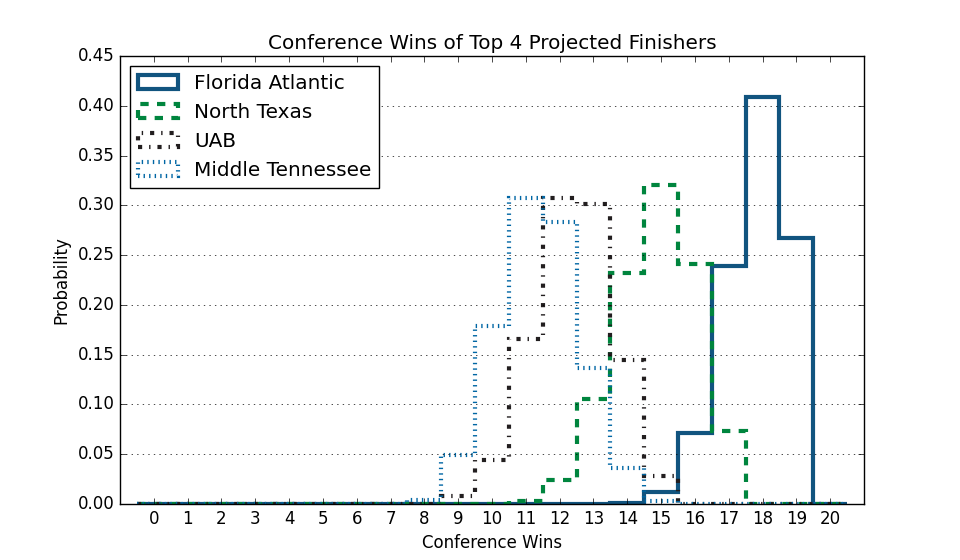 Conference Wins of Top 4 Projected Finishers
0.45
0.40
0.35
0.30
0.25
0.20
0.15
0.10
0.05
0.00
Probability
Florida Atlantic
North Texas
UAB
Middle Tennessee
0 1 2 3 4 5 6 7 8 9 10 11 12 13 14 15 16 17 18 19 20
Conference Wins